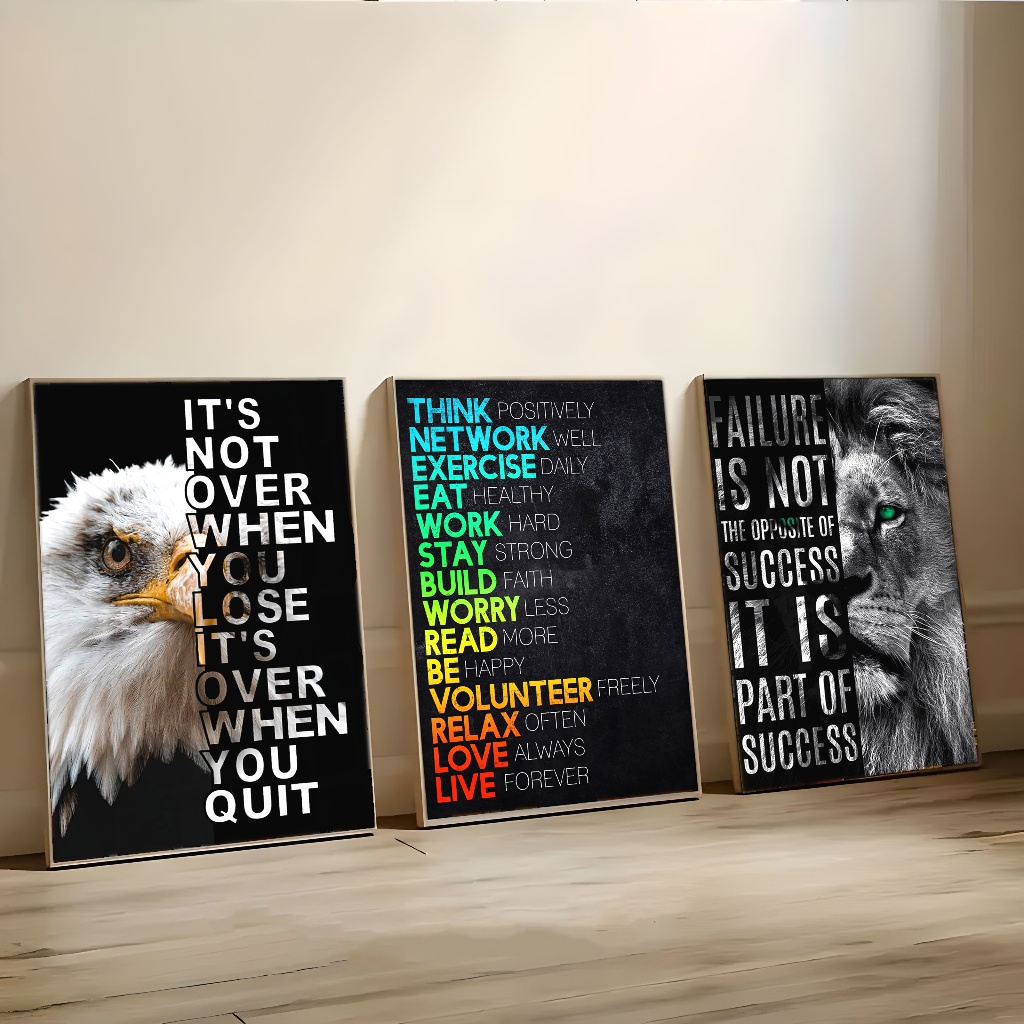 IT'S
NOT
OVER
WHEN
YOU
LOSE
IT'S
OVER
WHEN
YOU
QUIT
THINK POSITIVELY
NETWORK WELL
EXERCISE DAILY
EAT HEALTHY
WORK HARD
STAY STRONG
BUILD FAITH
WORRY LESS
READ MORE
BE HAPPY
VOLUNTEER FREELY
RELAX OFTEN
LOVE ALWAYS
LIVE FOREVER
FAILURE
IS NOT
THE OPPOSITE OF
SUCCESS
IT IS
PART OF
SUCCESS